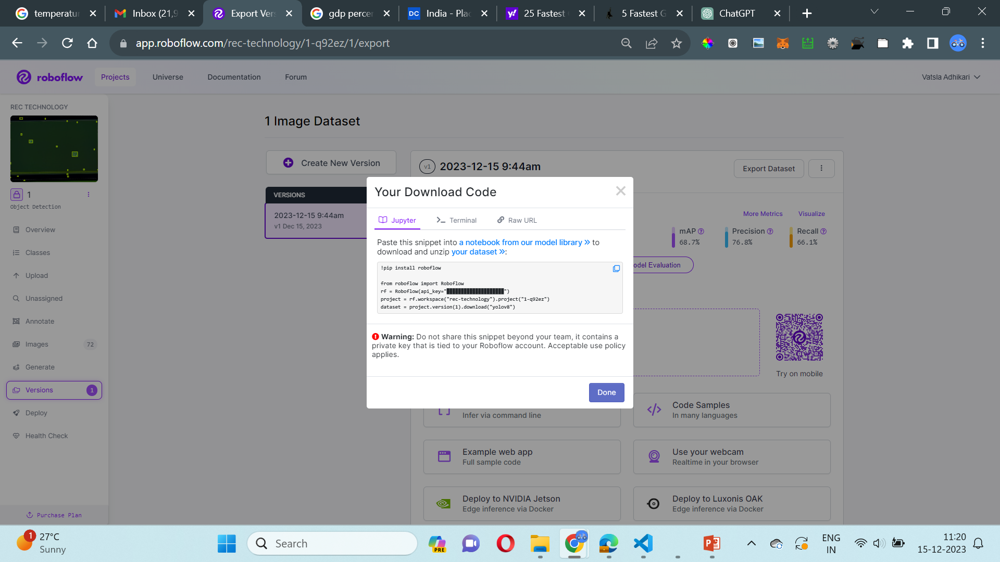 temperatu
Inbox (21,9
Export Ver
gdp percer
India - Plac
25 Fastest
5 Fastest G
ChatGPT
app.roboflow.com/rec-technology/1-q92ez/1/export
roboflow
Projects
Universe
Documentation
Forum
Vatsla Adhikari
REC TECHNOLOGY
1
Object Detection
Overview
Classes
Upload
Unassigned
Annotate
Images 72
Generate
Versions 1
Deploy
Health Check
Purchase Plan
1 Image Dataset
Create New Version
VERSIONS
2023-12-15 9:44am
v1 Dec 15, 2023
v1 2023-12-15 9:44am
Export Dataset
More Metrics
Visualize
mAP
68.7%
Precision
76.8%
Recall
66.1%
odel Evaluation
Your Download Code
Jupyter
Terminal
Raw URL
Paste this snippet into a notebook from our model library » to
download and unzip your dataset »:
!pip install roboflow
from roboflow import Roboflow
rf = Roboflow(api_key="████████████████████")
project = rf.workspace("rec-technology").project("1-q92ez")
dataset = project.version(1).download("yolov8")
Warning: Do not share this snippet beyond your team, it contains a
private key that is tied to your Roboflow account. Acceptable use policy
applies.
Done
Try on mobile
Infer via command line
Code Samples
In many languages
Example web app
Full sample code
Use your webcam
Realtime in your browser
Deploy to NVIDIA Jetson
Edge inference via Docker
Deploy to Luxonis OAK
Edge inference via Docker
1
27°C
Sunny
Search
PRE
ENG
IN
11:20
15-12-2023